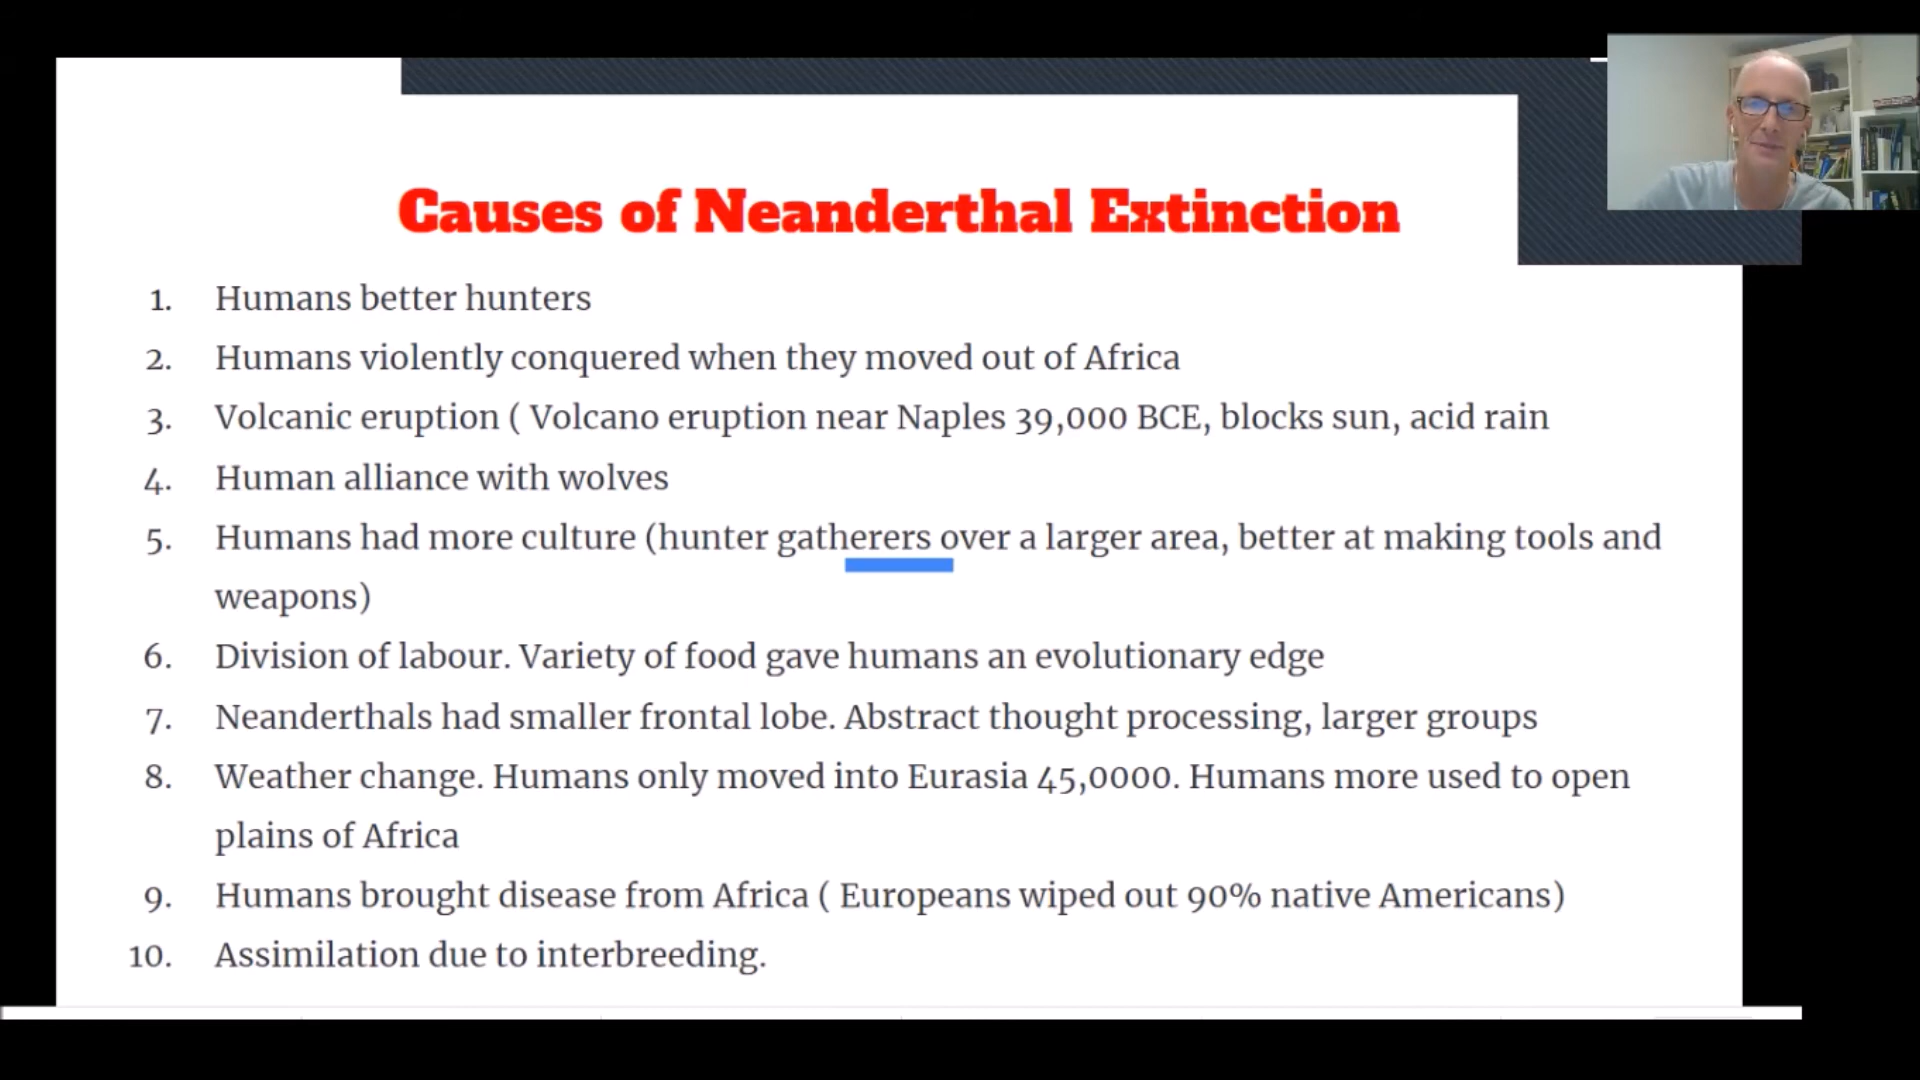 Causes of Neanderthal Extinction
1. Humans better hunters
2. Humans violently conquered when they moved out of Africa
3. Volcanic eruption ( Volcano eruption near Naples 39,000 BCE, blocks sun, acid rain
4. Human alliance with wolves
5. Humans had more culture (hunter gatherers over a larger area, better at making tools and
weapons)
6. Division of labour. Variety of food gave humans an evolutionary edge
7. Neanderthals had smaller frontal lobe. Abstract thought processing, larger groups
8. Weather change. Humans only moved into Eurasia 45,0000. Humans more used to open
plains of Africa
9. Humans brought disease from Africa ( Europeans wiped out 90% native Americans)
10. Assimilation due to interbreeding.